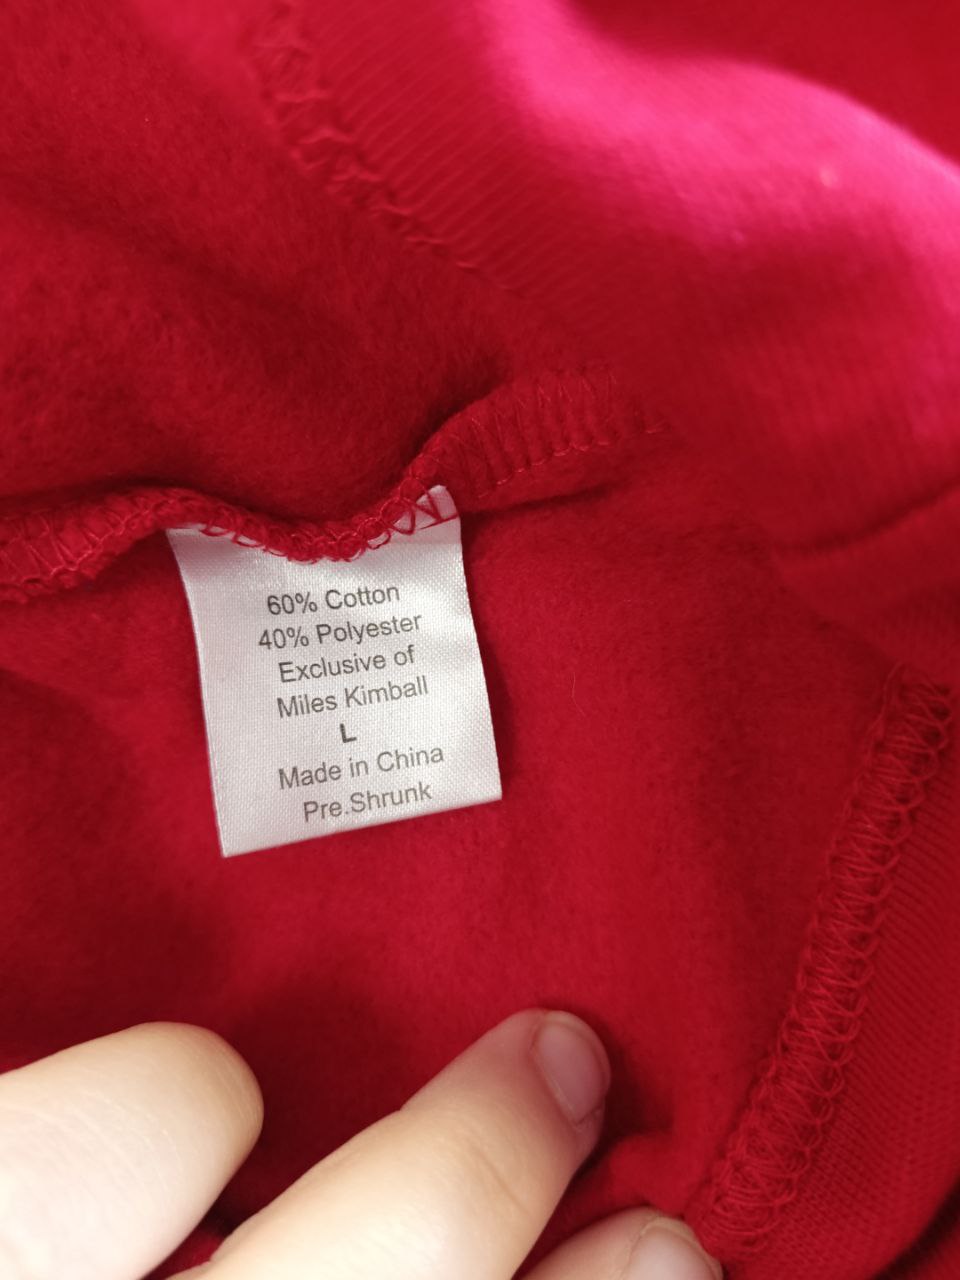 60% Cotton
40% Polyester
Exclusive of
Miles Kimball
L
Made in China
Pre.Shrunk